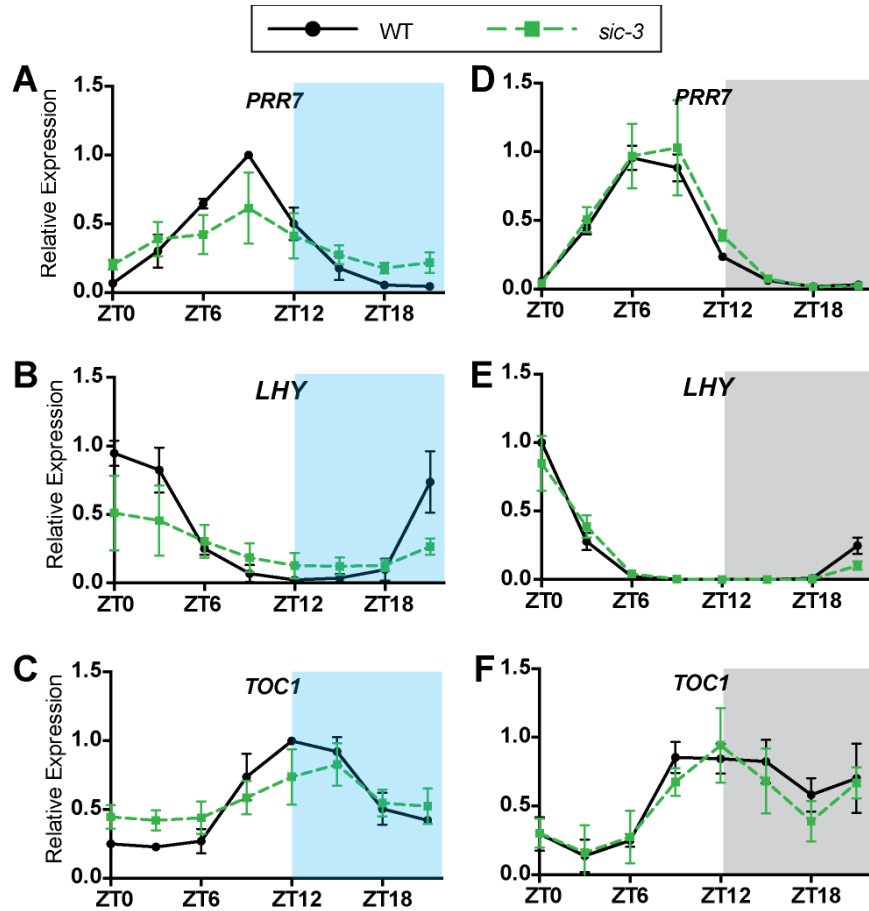 WT sic-3
A
PRR7
Relative Expression
1.5
1.0
0.5
0.0
ZT0 ZT6 ZT12 ZT18
D
PRR7
1.5
1.0
0.5
0.0
ZT0 ZT6 ZT12 ZT18
B
LHY
Relative Expression
1.5
1.0
0.5
0.0
ZT0 ZT6 ZT12 ZT18
E
LHY
1.5
1.0
0.5
0.0
ZT0 ZT6 ZT12 ZT18
C
TOC1
Relative Expression
1.5
1.0
0.5
0.0
ZT0 ZT6 ZT12 ZT18
F
TOC1
1.5
1.0
0.5
0.0
ZT0 ZT6 ZT12 ZT18